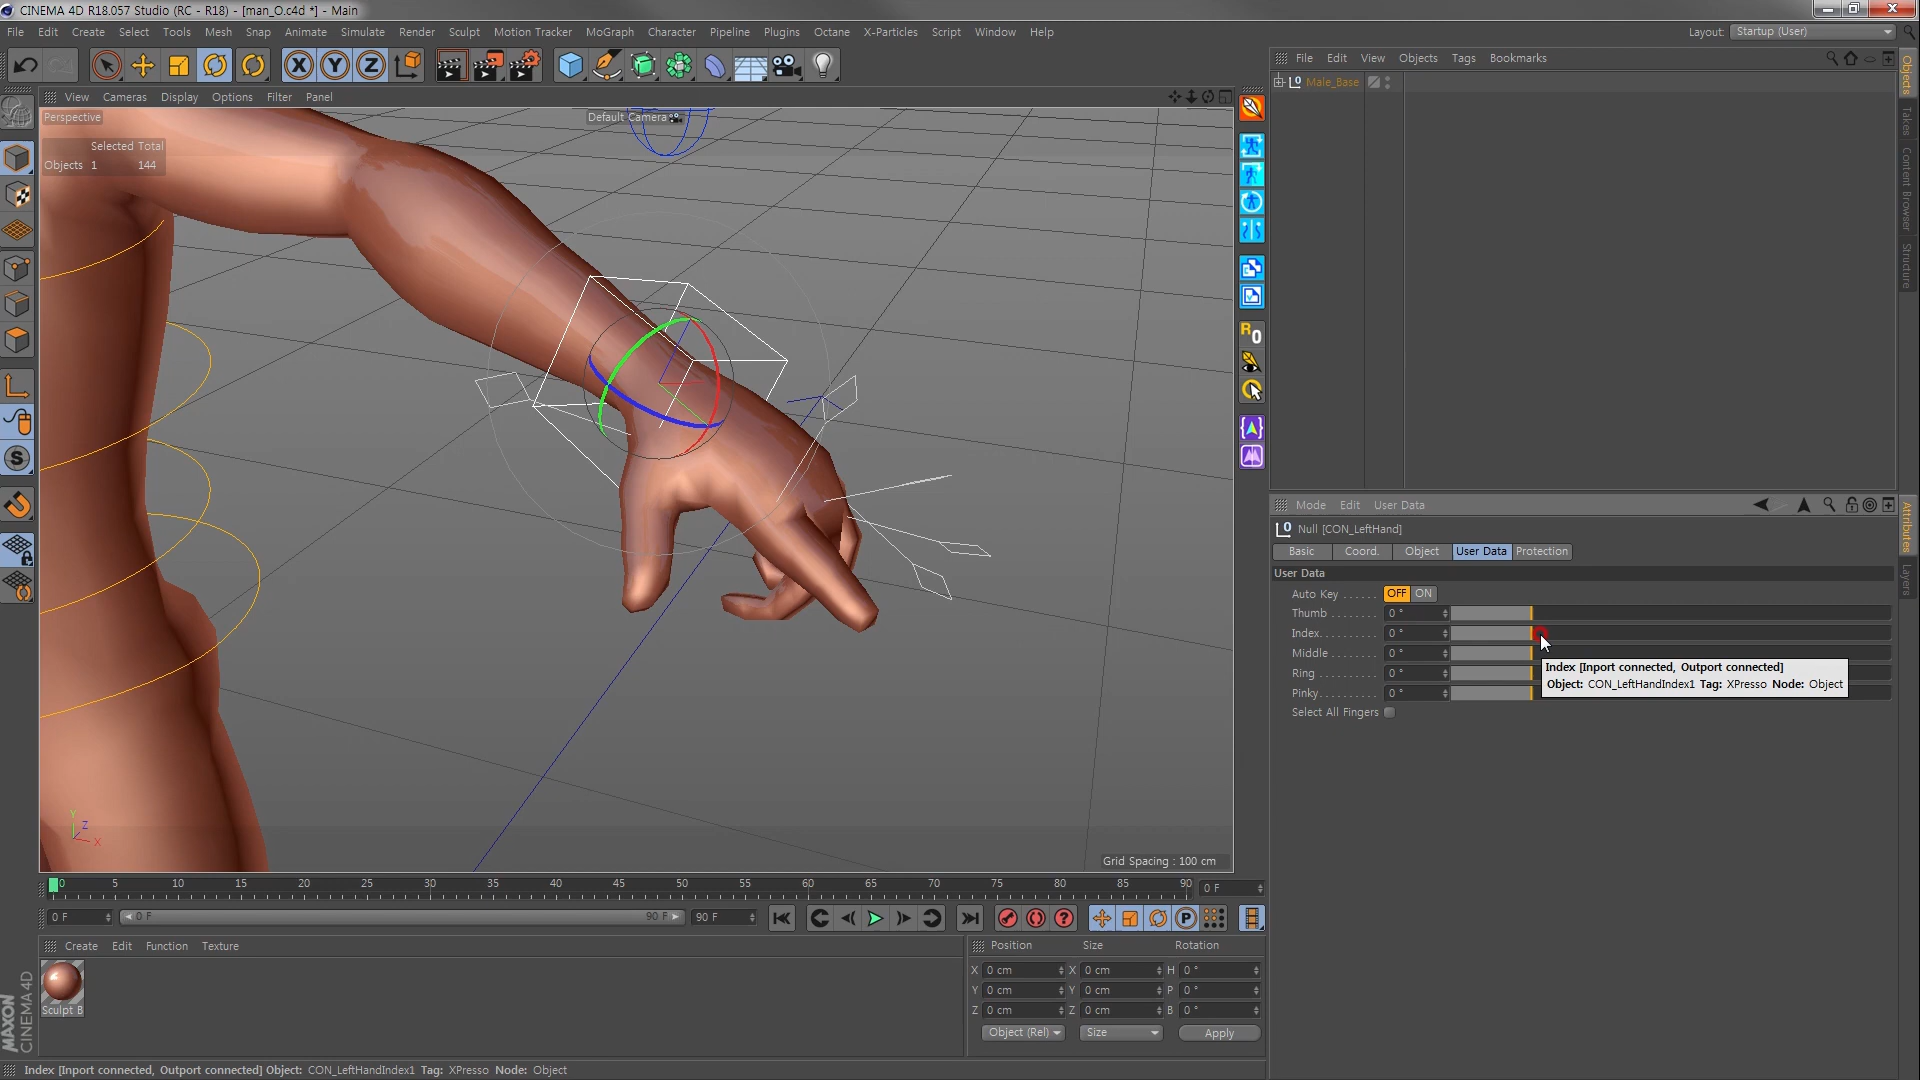 CINEMA 4D R18.057 Studio (RC - R18) - [man_O.c4d *] - Main
File Edit Create Select Tools Mesh Snap Animate Simulate Render Sculpt Motion Tracker MoGraph Character Pipeline Plugins Octane X-Particles Script Window Help
Layout: Startup (User)
X Y Z
View Cameras Display Options Filter Panel
File Edit View Objects Tags Bookmarks
Male_Base
Objects
Takes
Content Browser
Structure
Perspective
Default Camera
Selected Total
Objects 1 144
Mode Edit User Data
Null [CON_LeftHand]
Basic Coord. Object User Data Protection
User Data
Auto Key OFF ON
Thumb 0 °
Index 0 °
Middle 0 °
Ring 0 °
Pinky 0 °
Select All Fingers
Index [Inport connected, Outport connected]
Object: CON_LeftHandIndex1 Tag: XPresso Node: Object
Attributes
Layers
Y Z X
Grid Spacing : 100 cm
0 5 10 15 20 25 30 35 40 45 50 55 60 65 70 75 80 85 90 0 F
0 F 0 F 90 F 90 F
Create Edit Function Texture
Position Size Rotation
X 0 cm X 0 cm H 0 °
Y 0 cm Y 0 cm P 0 °
Z 0 cm Z 0 cm B 0 °
Object (Rel) Size Apply
Sculpt B
MAXON CINEMA 4D
Index [Inport connected, Outport connected] Object: CON_LeftHandIndex1 Tag: XPresso Node: Object